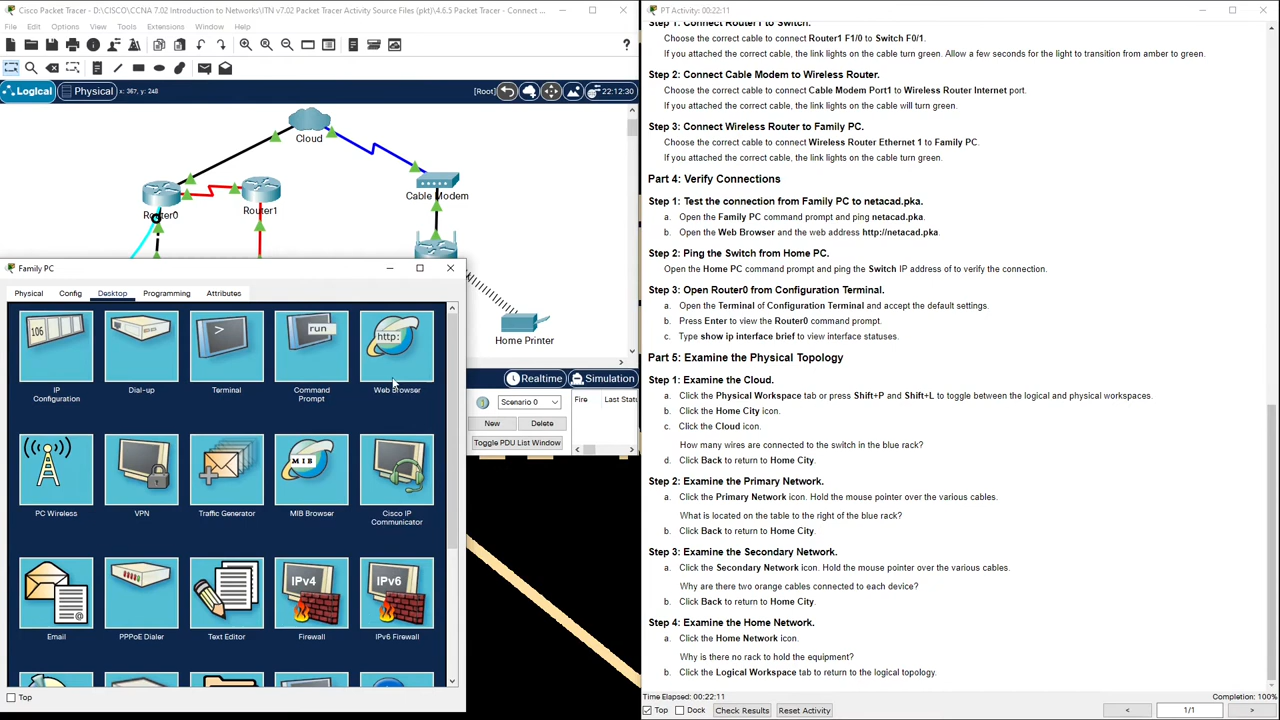 Cisco Packet Tracer - D:\CISCO\CCNA 7.02 Introduction to Networks\ITN v7.02 Packet Tracer Activity Source Files (pkt)\4.6.5 Packet Tracer - Connect ...
File Edit Options View Tools Extensions Window Help
Logical Physical x: 367, y: 248 [Root] 22:12:30
Cloud
Router0
Router1
Cable Modem
Home Printer
Realtime Simulation
Scenario 0
Fire Last Statu
New Delete
Toggle PDU List Window
Family PC
Physical Config Desktop Programming Attributes
106
run
http:
IP Configuration
Dial-up
Terminal
Command Prompt
Web Browser
MIB
PC Wireless
VPN
Traffic Generator
MIB Browser
Cisco IP Communicator
IPv4
IPv6
Email
PPPoE Dialer
Text Editor
Firewall
IPv6 Firewall
Top
PT Activity: 00:22:11
Step 1: Connect Router1 to Switch.
Choose the correct cable to connect Router1 F1/0 to Switch F0/1.
If you attached the correct cable, the link lights on the cable turn green. Allow a few seconds for the light to transition from amber to green.
Step 2: Connect Cable Modem to Wireless Router.
Choose the correct cable to connect Cable Modem Port1 to Wireless Router Internet port.
If you attached the correct cable, the link lights on the cable will turn green.
Step 3: Connect Wireless Router to Family PC.
Choose the correct cable to connect Wireless Router Ethernet 1 to Family PC.
If you attached the correct cable, the link lights on the cable turn green.
Part 4: Verify Connections
Step 1: Test the connection from Family PC to netacad.pka.
a. Open the Family PC command prompt and ping netacad.pka.
b. Open the Web Browser and the web address http://netacad.pka.
Step 2: Ping the Switch from Home PC.
Open the Home PC command prompt and ping the Switch IP address of to verify the connection.
Step 3: Open Router0 from Configuration Terminal.
a. Open the Terminal of Configuration Terminal and accept the default settings.
b. Press Enter to view the Router0 command prompt.
c. Type show ip interface brief to view interface statuses.
Part 5: Examine the Physical Topology
Step 1: Examine the Cloud.
a. Click the Physical Workspace tab or press Shift+P and Shift+L to toggle between the logical and physical workspaces.
b. Click the Home City icon.
c. Click the Cloud icon.
How many wires are connected to the switch in the blue rack?
d. Click Back to return to Home City.
Step 2: Examine the Primary Network.
a. Click the Primary Network icon. Hold the mouse pointer over the various cables.
What is located on the table to the right of the blue rack?
b. Click Back to return to Home City.
Step 3: Examine the Secondary Network.
a. Click the Secondary Network icon. Hold the mouse pointer over the various cables.
Why are there two orange cables connected to each device?
b. Click Back to return to Home City.
Step 4: Examine the Home Network.
a. Click the Home Network icon.
Why is there no rack to hold the equipment?
b. Click the Logical Workspace tab to return to the logical topology.
Time Elapsed: 00:22:11 Completion: 100%
Top Dock Check Results Reset Activity < 1/1 >